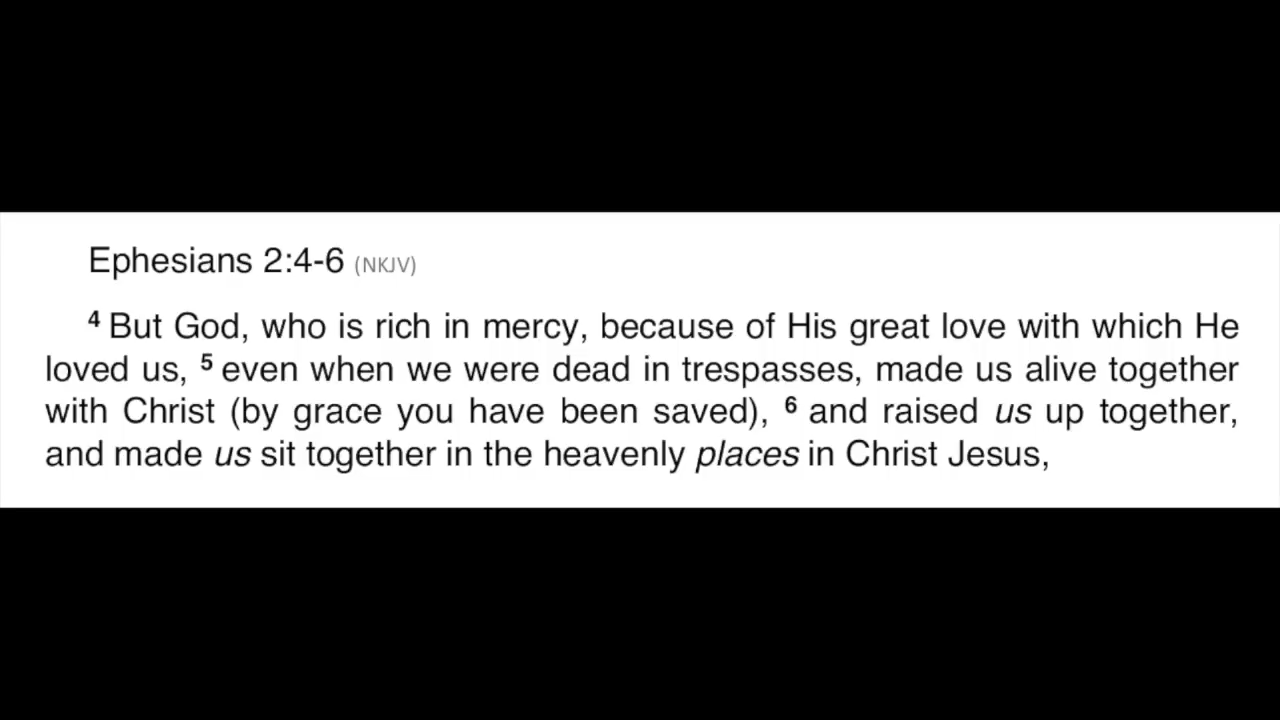 Ephesians 2:4-6 (NKJV)
4 But God, who is rich in mercy, because of His great love with which He
loved us, 5 even when we were dead in trespasses, made us alive together
with Christ (by grace you have been saved), 6 and raised us up together,
and made us sit together in the heavenly places in Christ Jesus,